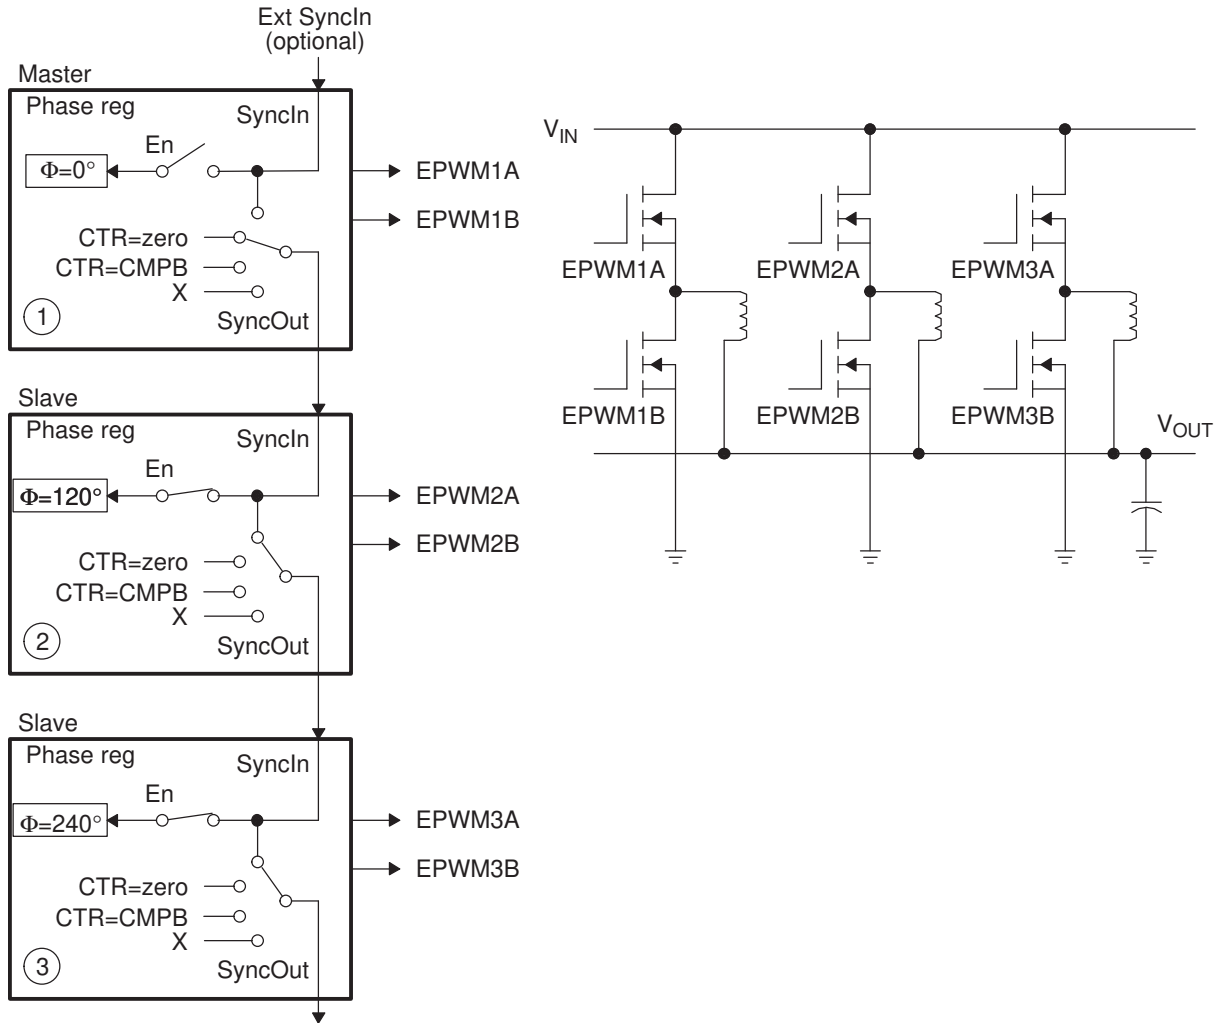 Ext SyncIn
(optional)
Master
Phase reg
SyncIn
En
Φ=0°
EPWM1A
EPWM1B
CTR=zero
CTR=CMPB
X
1
SyncOut
Slave
Phase reg
SyncIn
En
Φ=120°
EPWM2A
EPWM2B
CTR=zero
CTR=CMPB
X
2
SyncOut
Slave
Phase reg
SyncIn
En
Φ=240°
EPWM3A
EPWM3B
CTR=zero
CTR=CMPB
X
3
SyncOut
VIN
EPWM1A
EPWM2A
EPWM3A
EPWM1B
EPWM2B
EPWM3B
VOUT